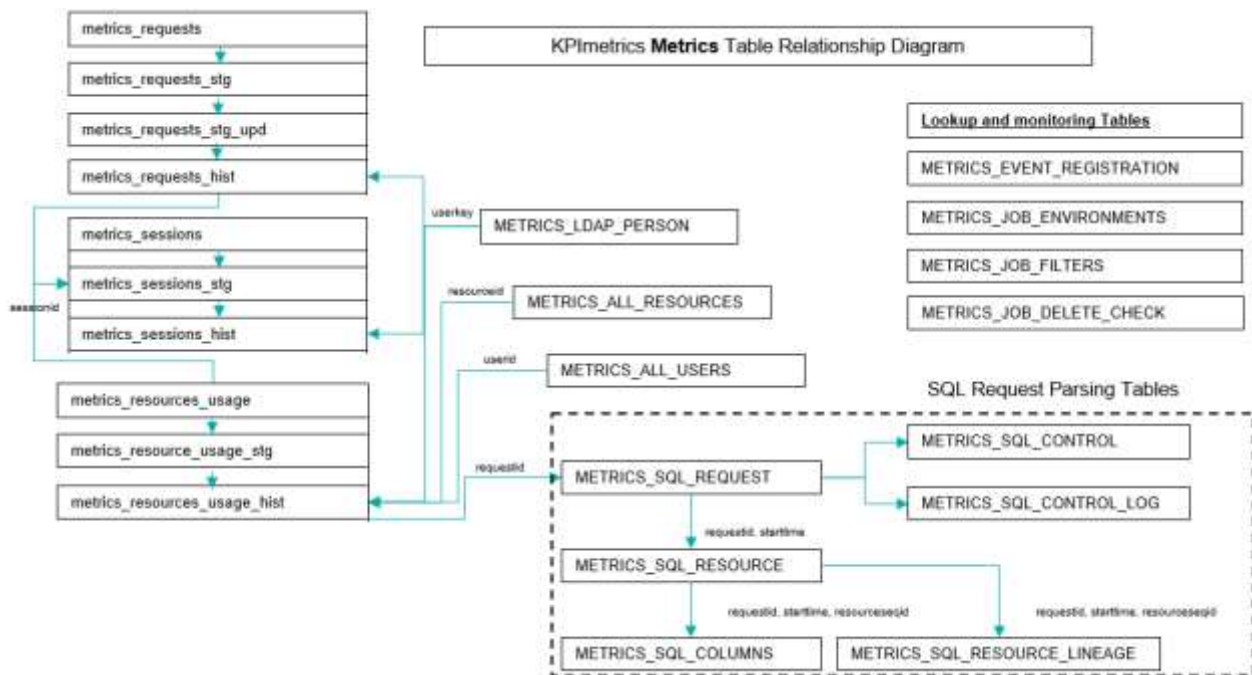 KPImetrics Metrics Table Relationship Diagram
metrics_requests
metrics_requests_stg
metrics_requests_stg_upd
metrics_requests_hist
metrics_sessions
metrics_sessions_stg
metrics_sessions_hist
sessionid
metrics_resources_usage
metrics_resource_usage_stg
metrics_resources_usage_hist
userkey
METRICS_LDAP_PERSON
resourceid
METRICS_ALL_RESOURCES
userid
METRICS_ALL_USERS
Lookup and monitoring Tables
METRICS_EVENT_REGISTRATION
METRICS_JOB_ENVIRONMENTS
METRICS_JOB_FILTERS
METRICS_JOB_DELETE_CHECK
SQL Request Parsing Tables
requestid
METRICS_SQL_REQUEST
METRICS_SQL_CONTROL
METRICS_SQL_CONTROL_LOG
requestid, starttime
METRICS_SQL_RESOURCE
requestid, starttime, resourceseqid
requestid, starttime, resourceseqid
METRICS_SQL_COLUMNS
METRICS_SQL_RESOURCE_LINEAGE